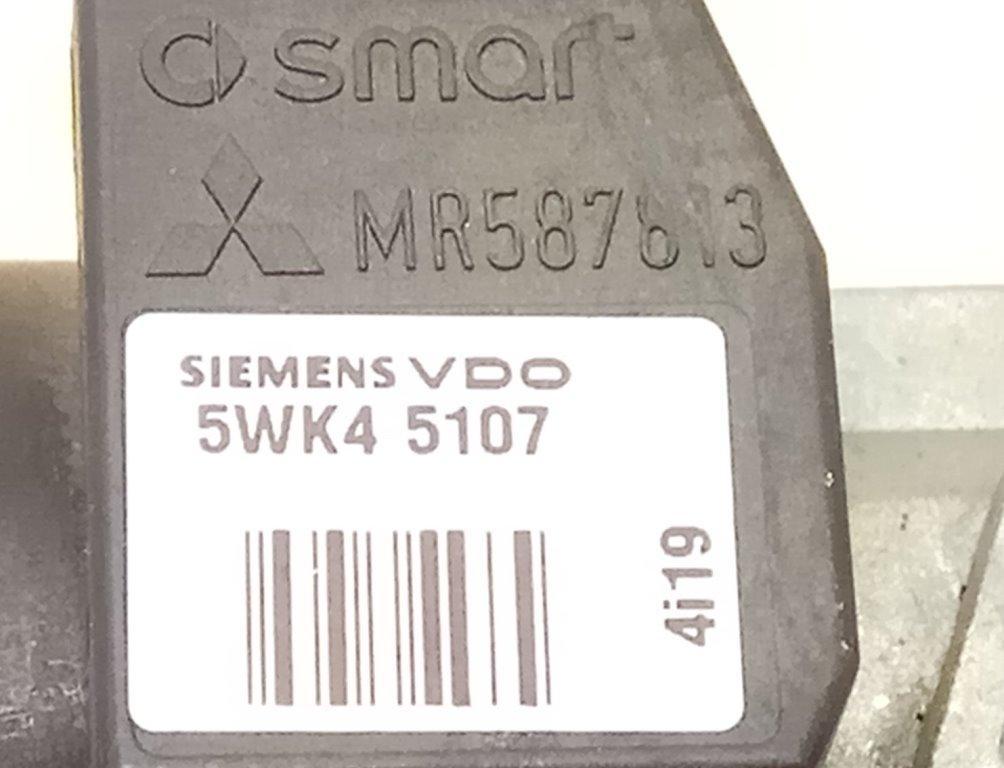 smart
MR587813
SIEMENS VDO
5WK4 5107
4i19